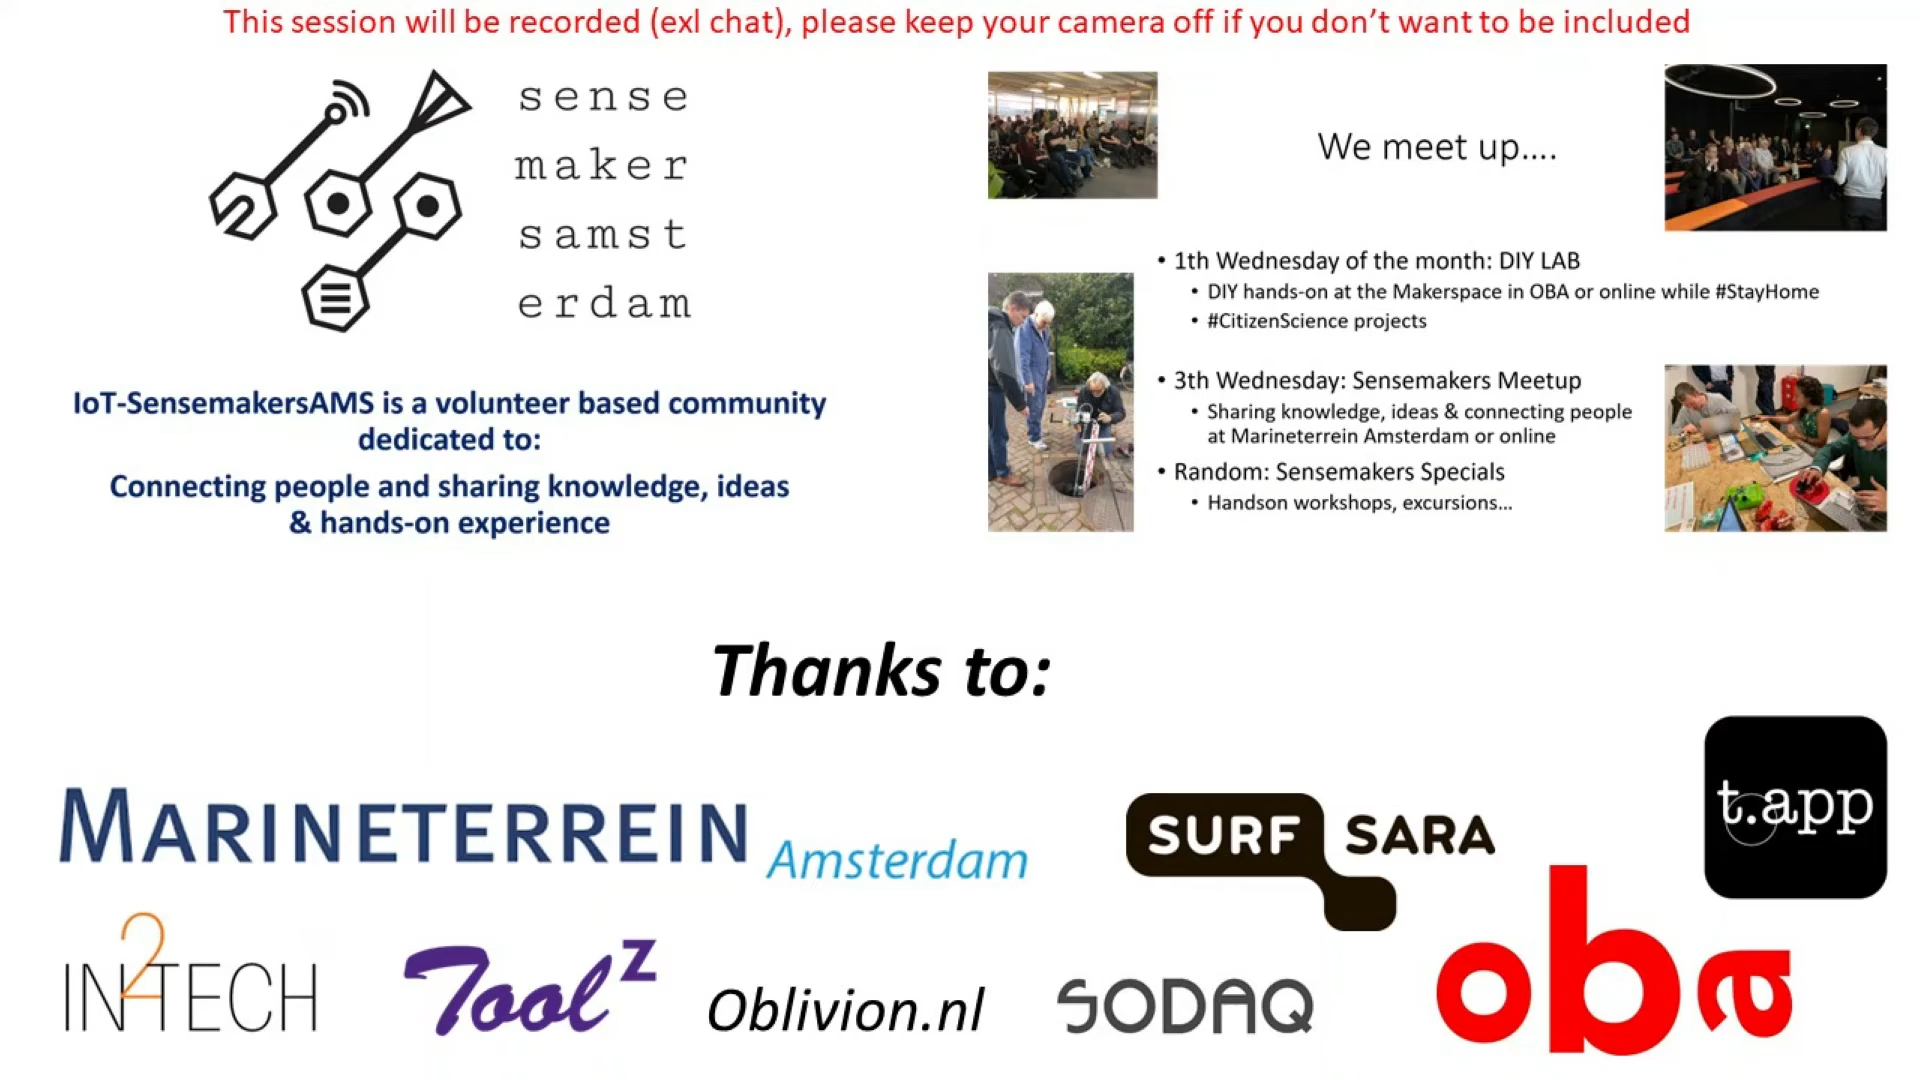 This session will be recorded (exl chat), please keep your camera off if you don't want to be included
sense
maker
samst
erdam
IoT-SensemakersAMS is a volunteer based community
dedicated to:
Connecting people and sharing knowledge, ideas
& hands-on experience
We meet up....
• 1th Wednesday of the month: DIY LAB
• DIY hands-on at the Makerspace in OBA or online while #StayHome
• #CitizenScience projects
• 3th Wednesday: Sensemakers Meetup
• Sharing knowledge, ideas & connecting people
at Marineterrein Amsterdam or online
• Random: Sensemakers Specials
• Handson workshops, excursions...
Thanks to:
MARINETERREIN Amsterdam
SURF SARA
t.app
IN2TECH
Toolz
Oblivion.nl
SODAQ
oba